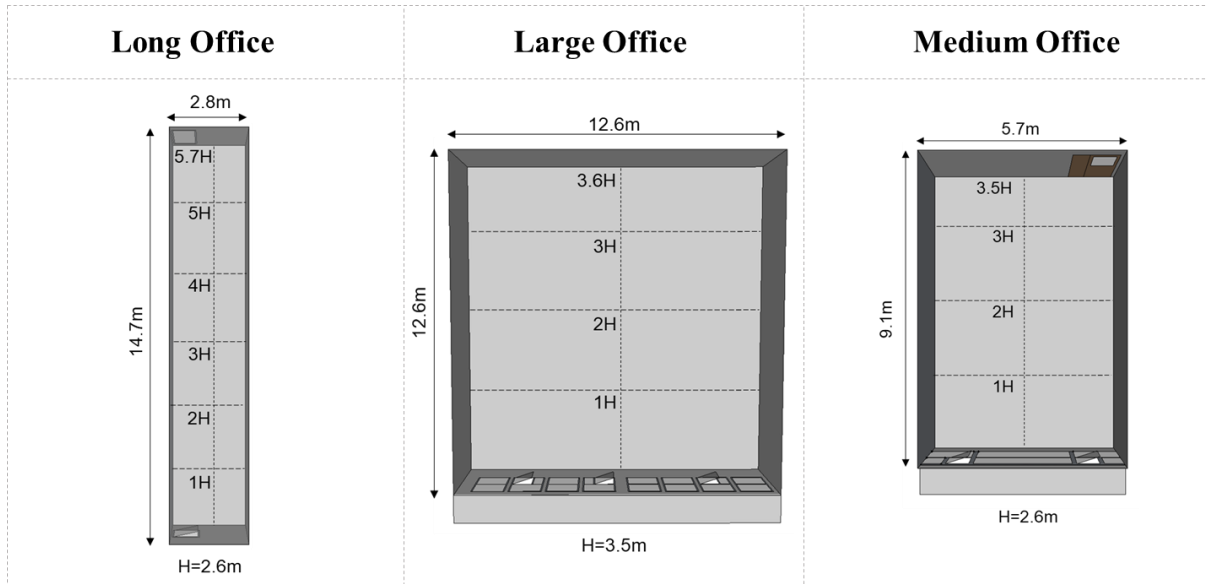 Long Office
Large Office
Medium Office
2.8m
14.7m
5.7H
5H
4H
3H
2H
1H
H=2.6m
12.6m
12.6m
3.6H
3H
2H
1H
H=3.5m
5.7m
9.1m
3.5H
3H
2H
1H
H=2.6m